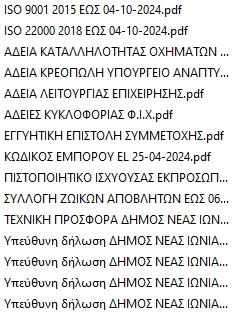 ISO 9001 2015 ΕΩΣ 04-10-2024.pdf
ISO 22000 2018 ΕΩΣ 04-10-2024.pdf
ΑΔΕΙΑ ΚΑΤΑΛΛΗΛΟΤΗΤΑΣ ΟΧΗΜΑΤΩΝ ...
ΑΔΕΙΑ ΚΡΕΟΠΩΛΗ ΥΠΟΥΡΓΕΙΟ ΑΝΑΠΤΥ...
ΑΔΕΙΑ ΛΕΙΤΟΥΡΓΙΑΣ ΕΠΙΧΕΙΡΗΣΗΣ.pdf
ΑΔΕΙΕΣ ΚΥΚΛΟΦΟΡΙΑΣ Φ.Ι.Χ.pdf
ΕΓΓΥΗΤΙΚΗ ΕΠΙΣΤΟΛΗ ΣΥΜΜΕΤΟΧΗΣ.pdf
ΚΩΔΙΚΟΣ ΕΜΠΟΡΟΥ EL 25-04-2024.pdf
ΠΙΣΤΟΠΟΙΗΤΙΚΟ ΙΣΧΥΟΥΣΑΣ ΕΚΠΡΟΣΩΠ...
ΣΥΛΛΟΓΗ ΖΩΙΚΩΝ ΑΠΟΒΛΗΤΩΝ ΕΩΣ 06...
ΤΕΧΝΙΚΗ ΠΡΟΣΦΟΡΑ ΔΗΜΟΣ ΝΕΑΣ ΙΩΝ...
Υπεύθυνη δήλωση ΔΗΜΟΣ ΝΕΑΣ ΙΩΝΙΑ...
Υπεύθυνη δήλωση ΔΗΜΟΣ ΝΕΑΣ ΙΩΝΙΑ...
Υπεύθυνη δήλωση ΔΗΜΟΣ ΝΕΑΣ ΙΩΝΙΑ...
Υπεύθυνη δήλωση ΔΗΜΟΣ ΝΕΑΣ ΙΩΝΙΑ...